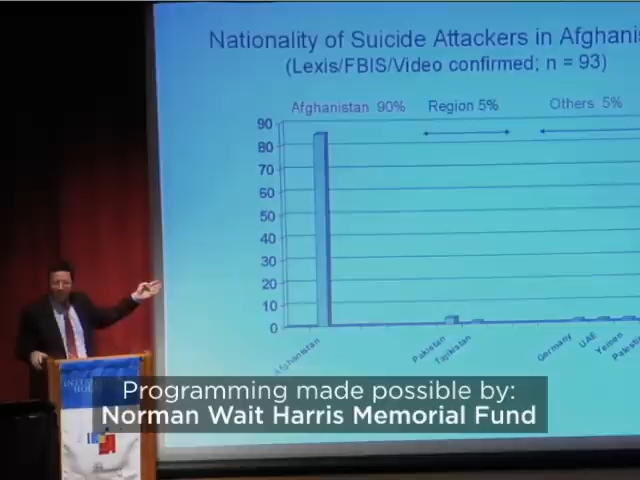 Nationality of Suicide Attackers in Afghanis
(Lexis/FBIS/Video confirmed; n = 93)
Afghanistan 90% Region 5% Others 5%
90
80
70
60
50
40
30
20
10
0
Afghanistan
Pakistan
Tajikistan
Germany
UAE
Yemen
Palest
Programming made possible by:
Norman Wait Harris Memorial Fund